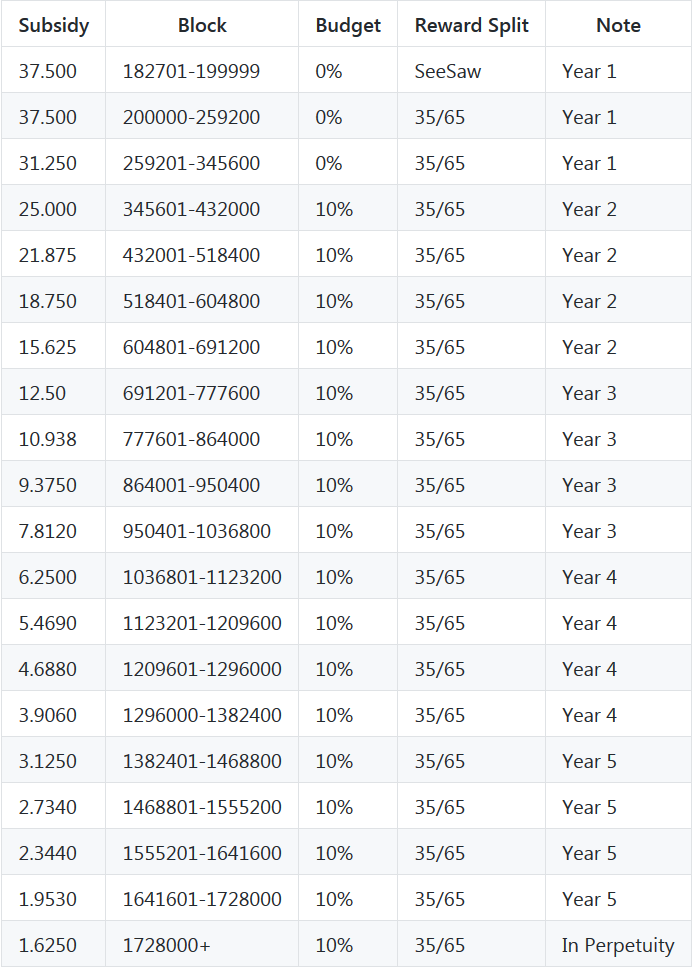 Subsidy Block Budget Reward Split Note
37.500 182701-199999 0% SeeSaw Year 1
37.500 200000-259200 0% 35/65 Year 1
31.250 259201-345600 0% 35/65 Year 1
25.000 345601-432000 10% 35/65 Year 2
21.875 432001-518400 10% 35/65 Year 2
18.750 518401-604800 10% 35/65 Year 2
15.625 604801-691200 10% 35/65 Year 2
12.50 691201-777600 10% 35/65 Year 3
10.938 777601-864000 10% 35/65 Year 3
9.3750 864001-950400 10% 35/65 Year 3
7.8120 950401-1036800 10% 35/65 Year 3
6.2500 1036801-1123200 10% 35/65 Year 4
5.4690 1123201-1209600 10% 35/65 Year 4
4.6880 1209601-1296000 10% 35/65 Year 4
3.9060 1296000-1382400 10% 35/65 Year 4
3.1250 1382401-1468800 10% 35/65 Year 5
2.7340 1468801-1555200 10% 35/65 Year 5
2.3440 1555201-1641600 10% 35/65 Year 5
1.9530 1641601-1728000 10% 35/65 Year 5
1.6250 1728000+ 10% 35/65 In Perpetuity